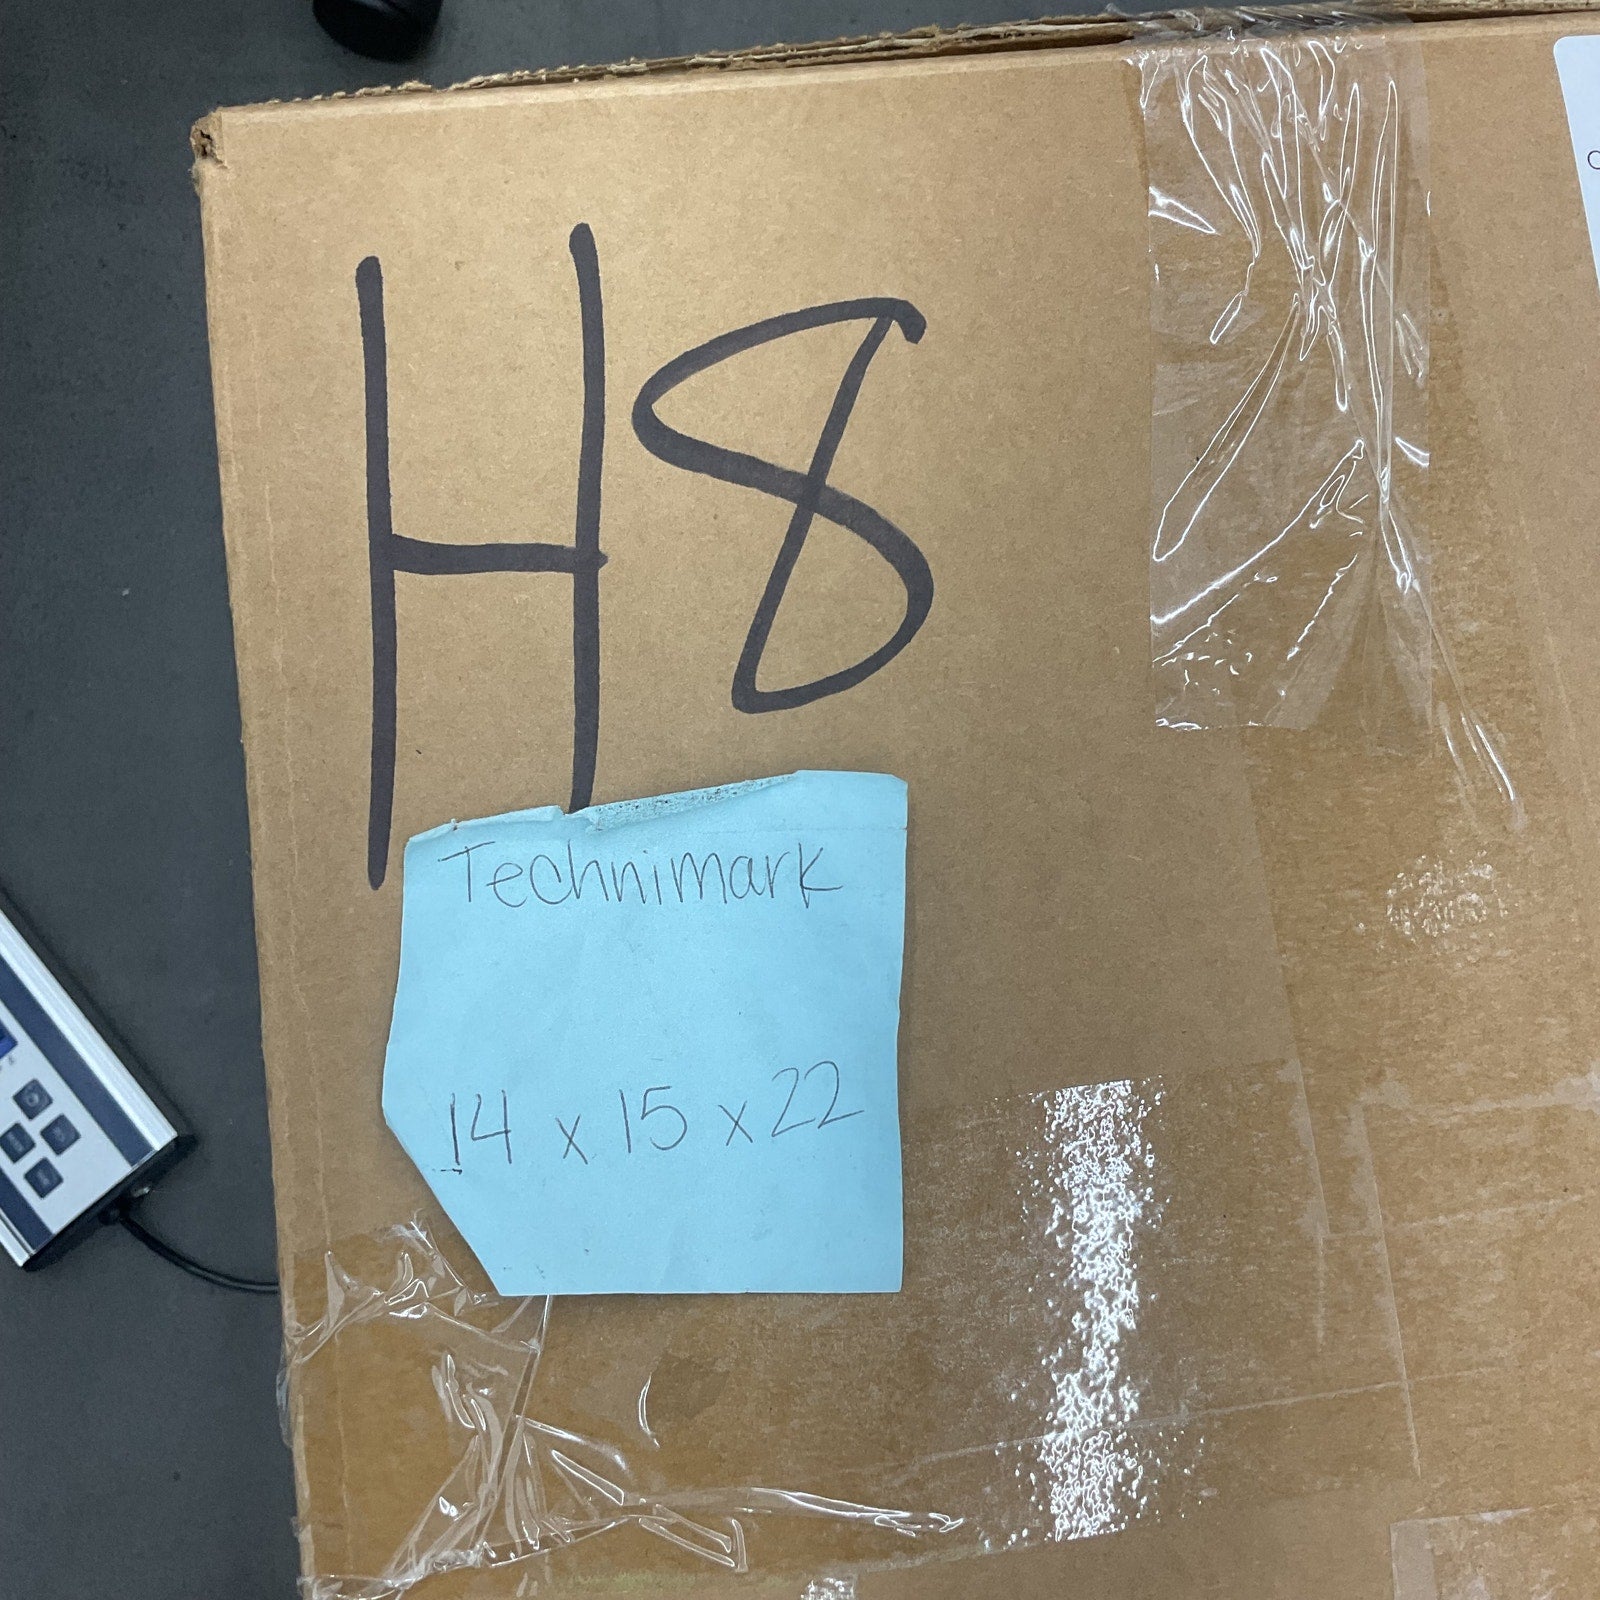 H8
Technimark
14 x 15 x 22